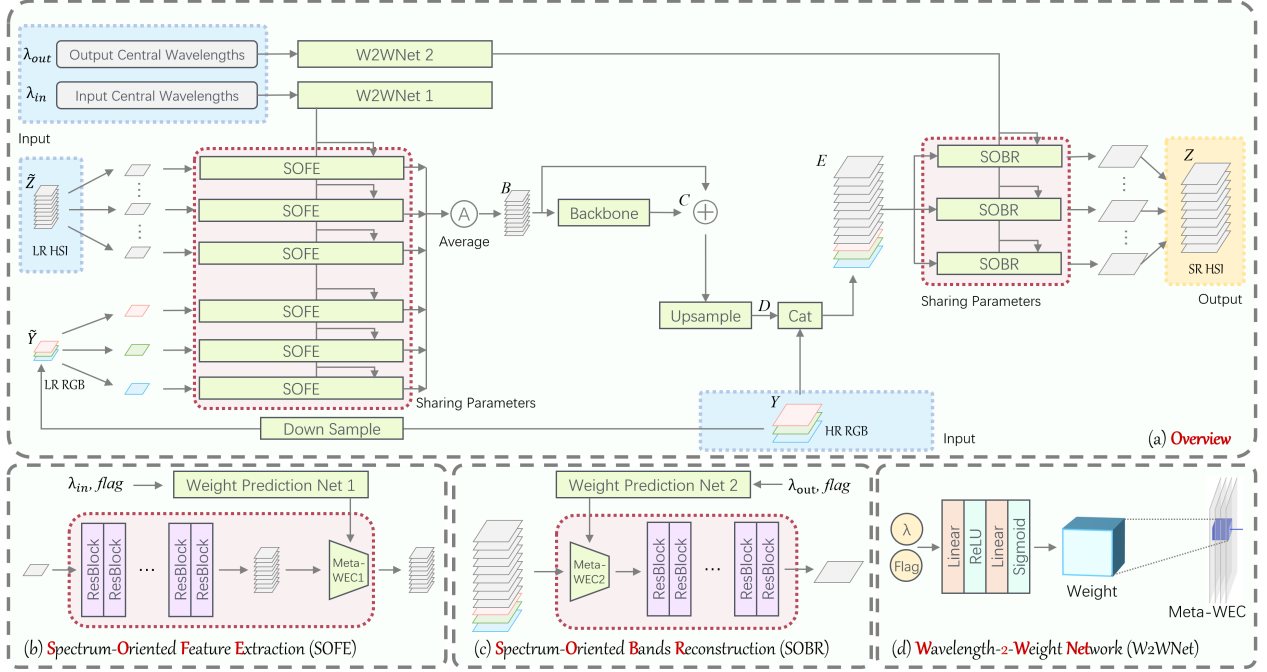 λout Output Central Wavelengths
W2WNet 2
λin Input Central Wavelengths
W2WNet 1
Input
Z̃
LR HSI
SOFE
SOFE
SOFE
SOFE
SOFE
SOFE
Sharing Parameters
Ỹ
LR RGB
Down Sample
A
Average
B
Backbone
C
Upsample
D
Cat
E
Y
HR RGB
Input
SOBR
SOBR
SOBR
Sharing Parameters
Z
SR HSI
Output
(a) Overview
λin, flag
Weight Prediction Net 1
ResBlock
ResBlock
...
ResBlock
ResBlock
Meta-
WEC1
(b) Spectrum-Oriented Feature Extraction (SOFE)
Weight Prediction Net 2
λout, flag
Meta-
WEC2
ResBlock
ResBlock
...
ResBlock
ResBlock
(c) Spectrum-Oriented Bands Reconstruction (SOBR)
λ
Flag
Linear
ReLU
Linear
Sigmoid
Weight
Meta-WEC
(d) Wavelength-2-Weight Network (W2WNet)